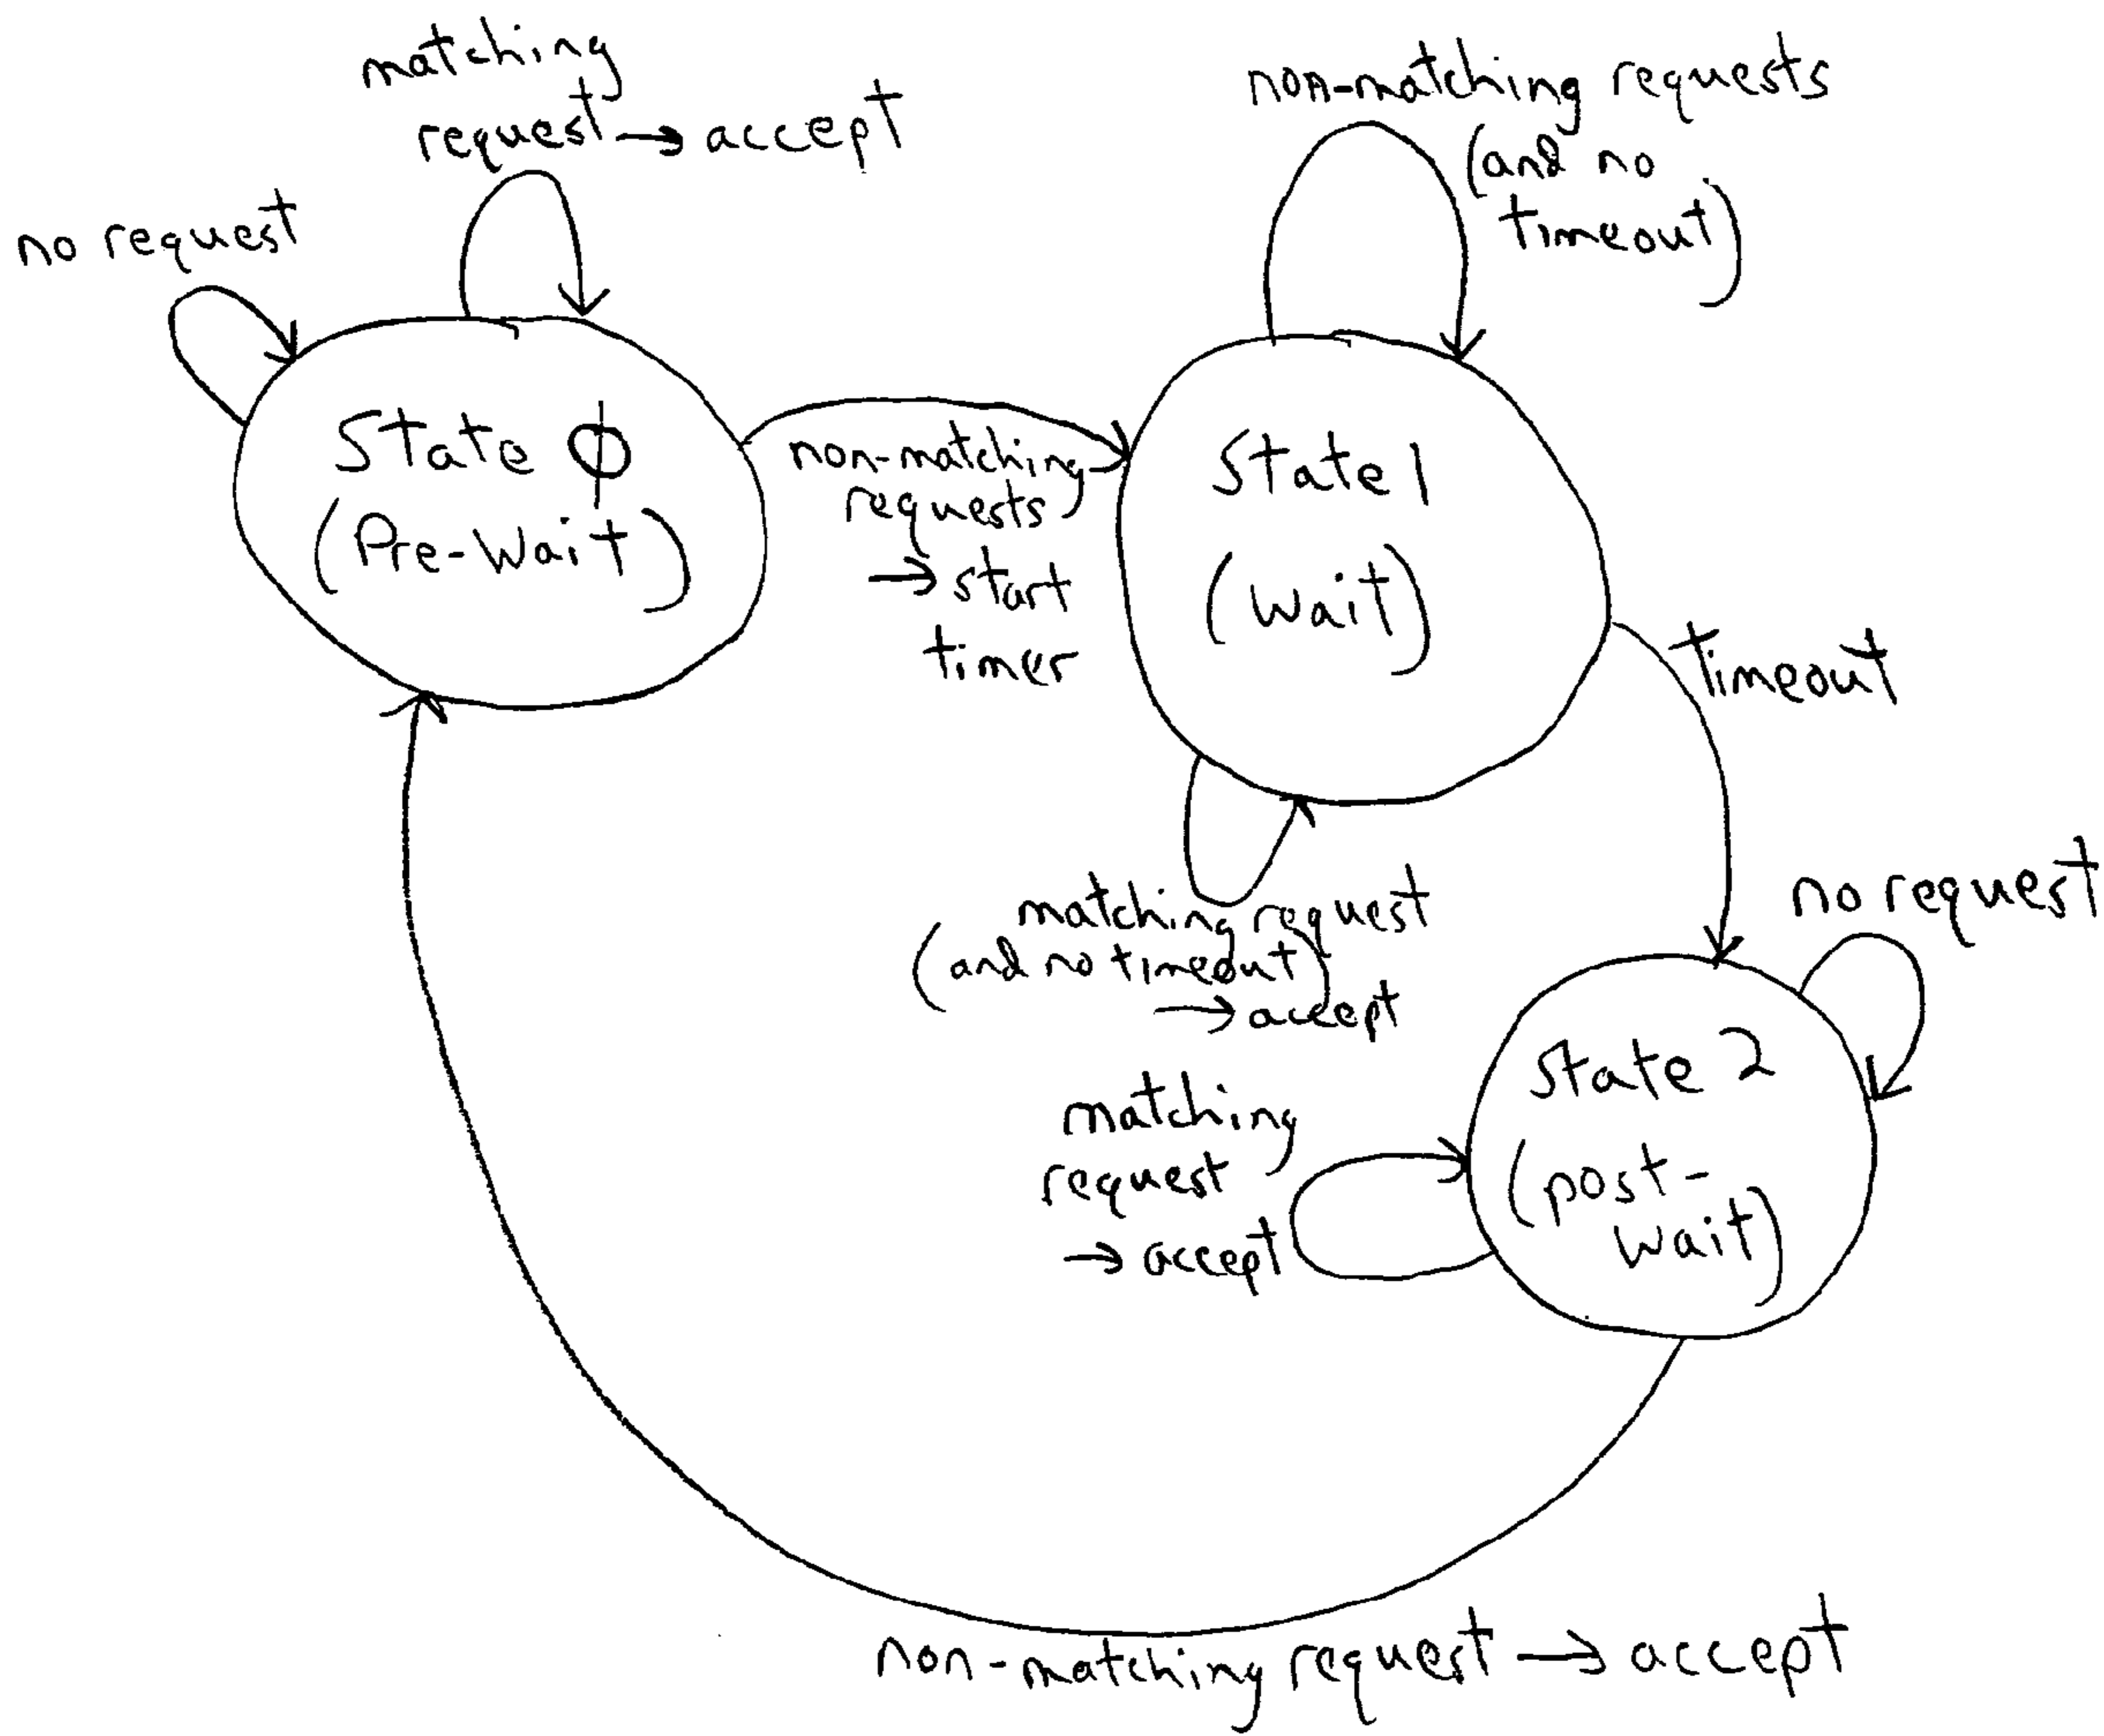 matching
request → accept
no request
State ϕ
(Pre-Wait)
non-matching requests
(and no
timeout)
non-matching
requests
→ start
timer
State 1
(Wait)
timeout
matching request
(and no timeout)
→ accept
no request
State 2
(post-
Wait)
matching
request
→ accept
non-matching request → accept